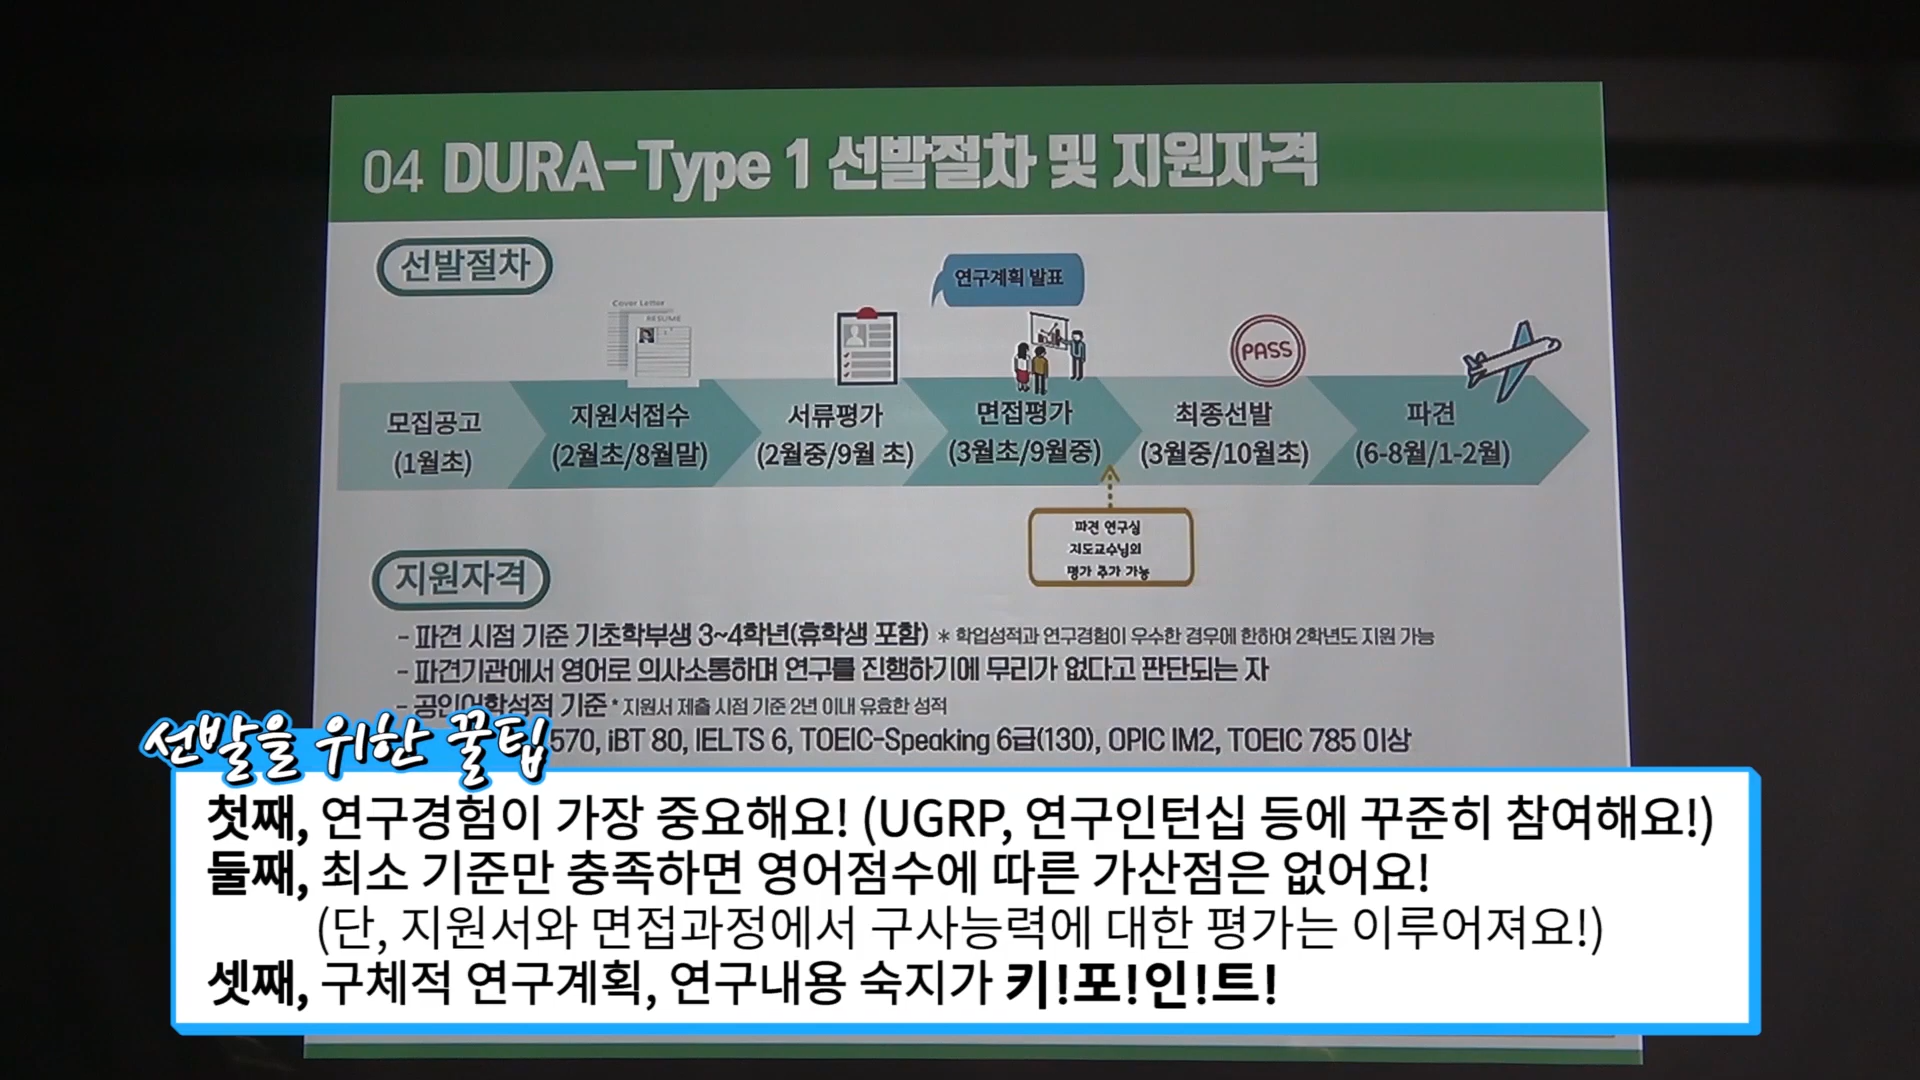 04 DURA-Type 1 선발절차 및 지원자격
선발절차
연구계획 발표
Cover Letter
RESUME
PASS
모집공고
(1월초)
지원서접수
(2월초/8월말)
서류평가
(2월중/9월 초)
면접평가
(3월초/9월중)
최종선발
(3월중/10월초)
파견
(6-8월/1-2월)
파견 연구실
지도교수님의
평가 추가 가능
지원자격
- 파견 시점 기준 기초학부생 3~4학년(휴학생 포함) * 학업성적과 연구경험이 우수한 경우에 한하여 2학년도 지원 가능
- 파견기관에서 영어로 의사소통하며 연구를 진행하기에 무리가 없다고 판단되는 자
- 공인어학성적 기준 * 지원서 제출 시점 기준 2년 이내 유효한 성적
570, iBT 80, IELTS 6, TOEIC-Speaking 6급(130), OPIC IM2, TOEIC 785 이상
선발을 위한 꿀팁
첫째, 연구경험이 가장 중요해요! (UGRP, 연구인턴십 등에 꾸준히 참여해요!)
둘째, 최소 기준만 충족하면 영어점수에 따른 가산점은 없어요!
(단, 지원서와 면접과정에서 구사능력에 대한 평가는 이루어져요!)
셋째, 구체적 연구계획, 연구내용 숙지가 키!포!인!트!